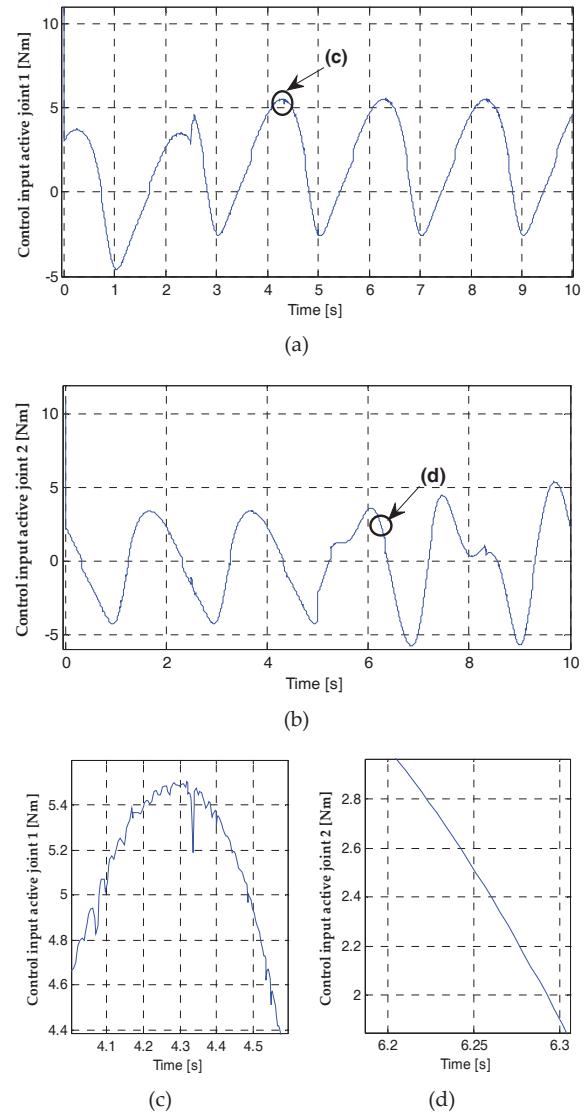 Control input active joint 1 [Nm]
10
5
0
-5
(c)
0 1 2 3 4 5 6 7 8 9 10
Time [s]
(a)
Control input active joint 2 [Nm]
10
5
0
-5
(d)
0 2 4 6 8 10
Time [s]
(b)
Control input active joint 1 [Nm]
5.4
5.2
5
4.8
4.6
4.4
4.1 4.2 4.3 4.4 4.5
Time [s]
(c)
Control input active joint 2 [Nm]
2.8
2.6
2.4
2.2
2
6.2 6.25 6.3
Time [s]
(d)